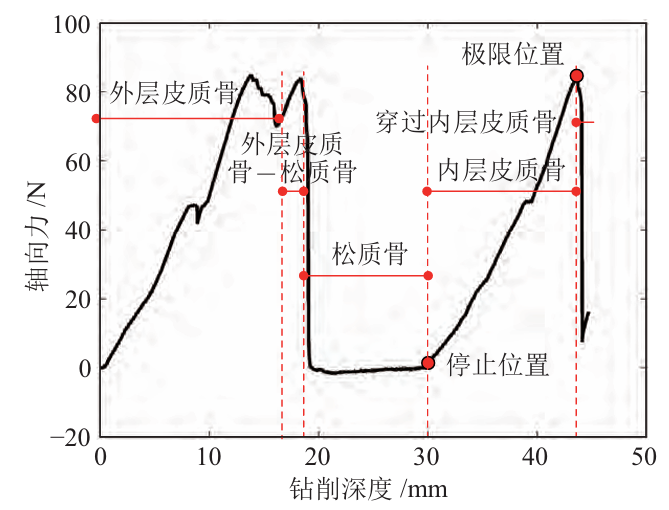 100
80
60
40
20
0
−20
轴向力 /N
极限位置
外层皮质骨
穿过内层皮质骨
外层皮质
骨－松质骨
内层皮质骨
松质骨
停止位置
0
10
20
30
40
50
钻削深度 /mm